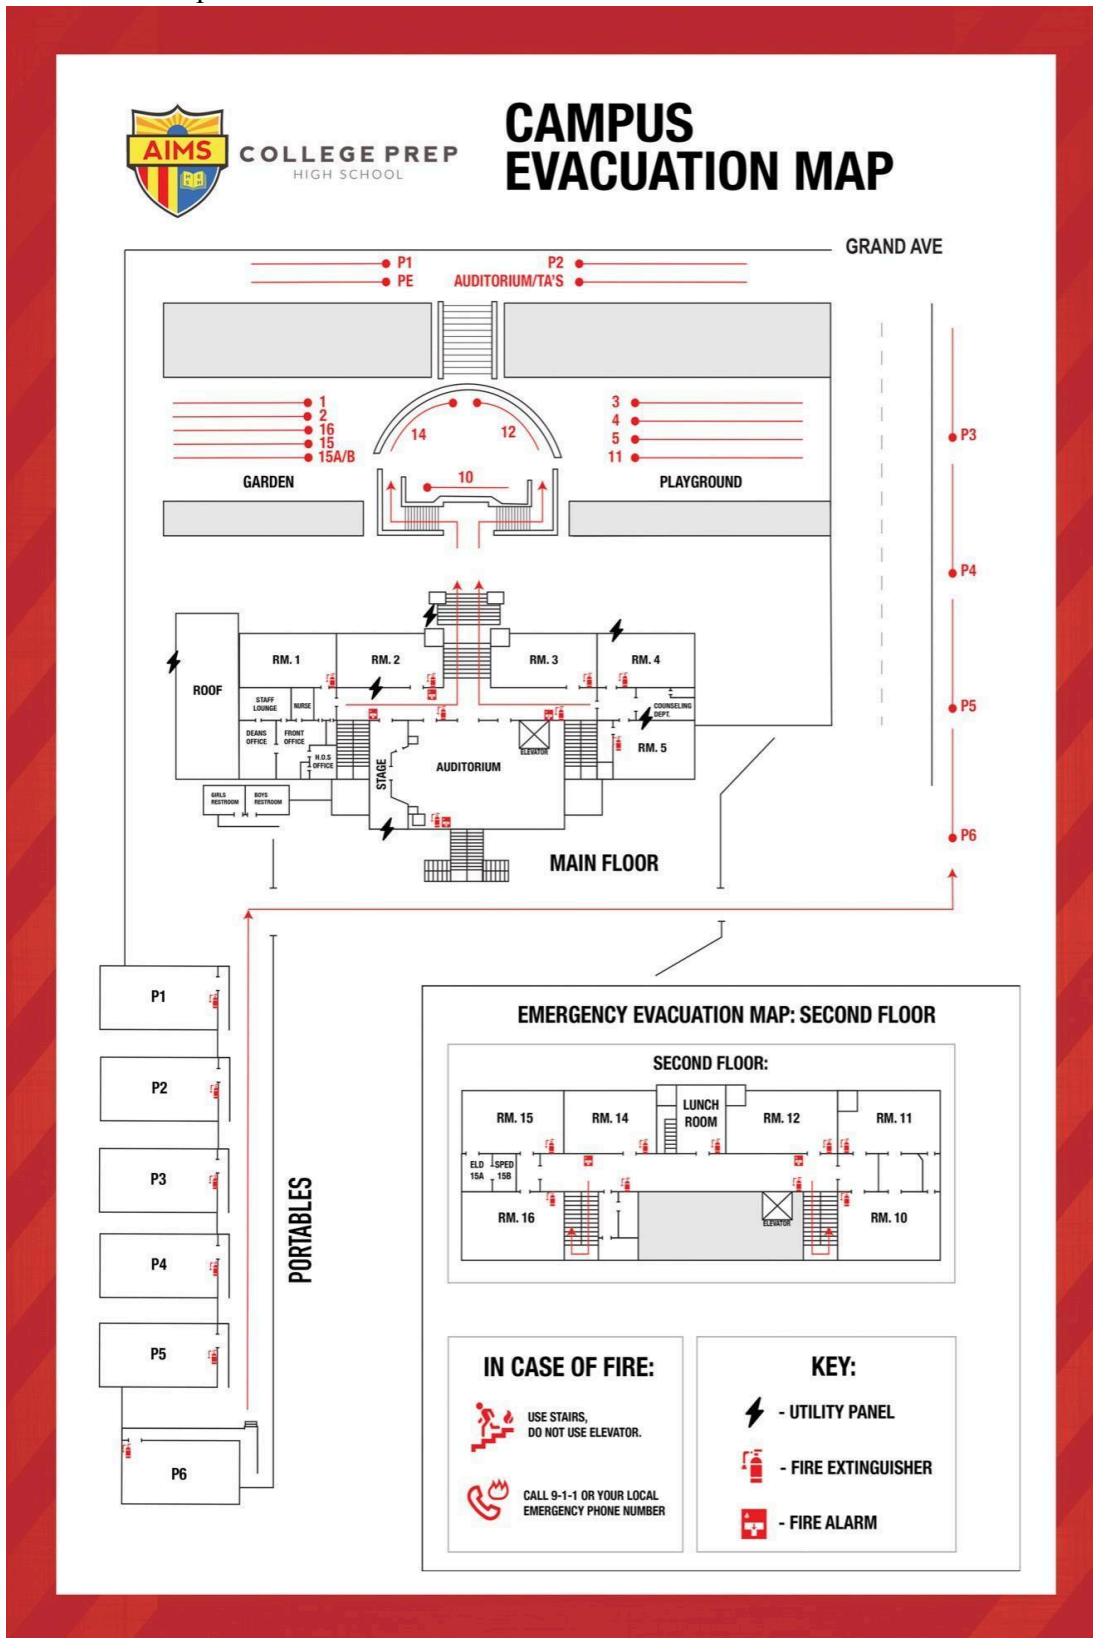 AIMS
COLLEGE PREP
HIGH SCHOOL
CAMPUS
EVACUATION MAP
GRAND AVE
P1
P2
PE
AUDITORIUM/TA'S
1
2
16
15
15A/B
GARDEN
14
12
10
3
4
5
11
PLAYGROUND
P3
P4
P5
P6
ROOF
RM. 1
RM. 2
RM. 3
RM. 4
STAFF
LOUNGE
NURSE
COUNSELING
DEPT.
DEANS
OFFICE
FRONT
OFFICE
H.O.S
OFFICE
STAGE
AUDITORIUM
ELEVATOR
RM. 5
GIRLS
RESTROOM
BOYS
RESTROOM
MAIN FLOOR
P1
P2
P3
P4
P5
P6
PORTABLES
EMERGENCY EVACUATION MAP: SECOND FLOOR
SECOND FLOOR:
RM. 15
RM. 14
LUNCH
ROOM
RM. 12
RM. 11
ELD
15A
SPED
15B
RM. 16
ELEVATOR
RM. 10
IN CASE OF FIRE:
USE STAIRS,
DO NOT USE ELEVATOR.
CALL 9-1-1 OR YOUR LOCAL
EMERGENCY PHONE NUMBER
KEY:
- UTILITY PANEL
- FIRE EXTINGUISHER
- FIRE ALARM